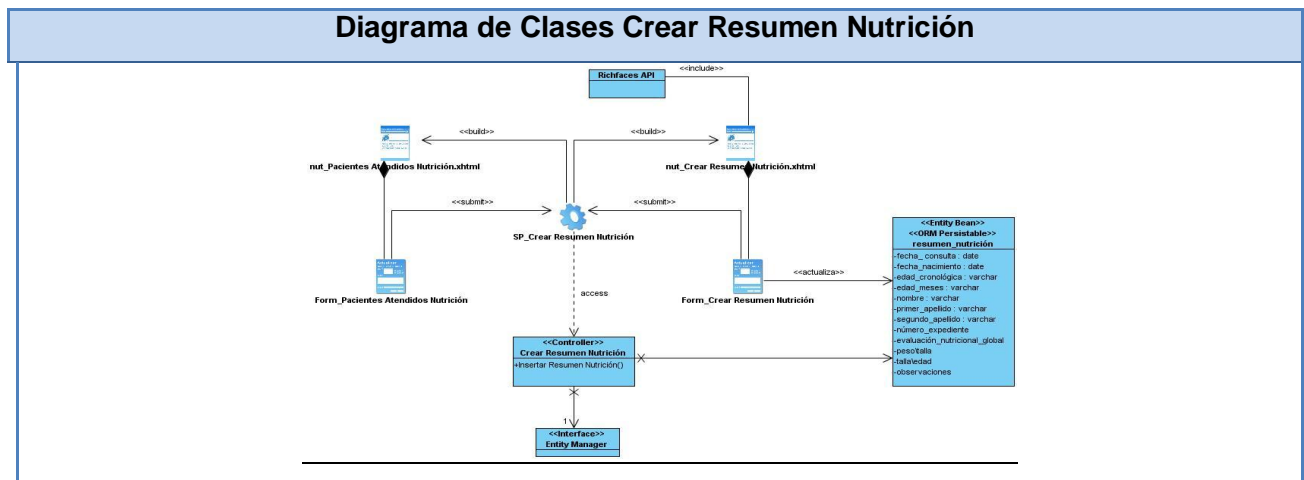 Diagrama de Clases Crear Resumen Nutrición
Richfaces API
<<include>>
<<build>>
<<build>>
nut_Pacientes Atendidos Nutrición.xhtml
nut_Crear Resumen Nutrición.xhtml
<<submit>>
<<submit>>
SP_Crear Resumen Nutrición
Form_Pacientes Atendidos Nutrición
Form_Crear Resumen Nutrición
<<actualiza>>
<<Entity Bean>>
<<ORM Persistable>>
resumen_nutrición
-fecha_ consulta : date
-fecha_nacimiento : date
-edad_cronológica : varchar
-edad_meses : varchar
-nombre : varchar
-primer_apellido : varchar
-segundo_apellido : varchar
-número_expediente
-evaluación_nutricional_global
-peso\talla
-talla\edad
-observaciones
access
<<Controller>>
Crear Resumen Nutrición
+Insertar Resumen Nutrición()
1
<<Interface>>
Entity Manager